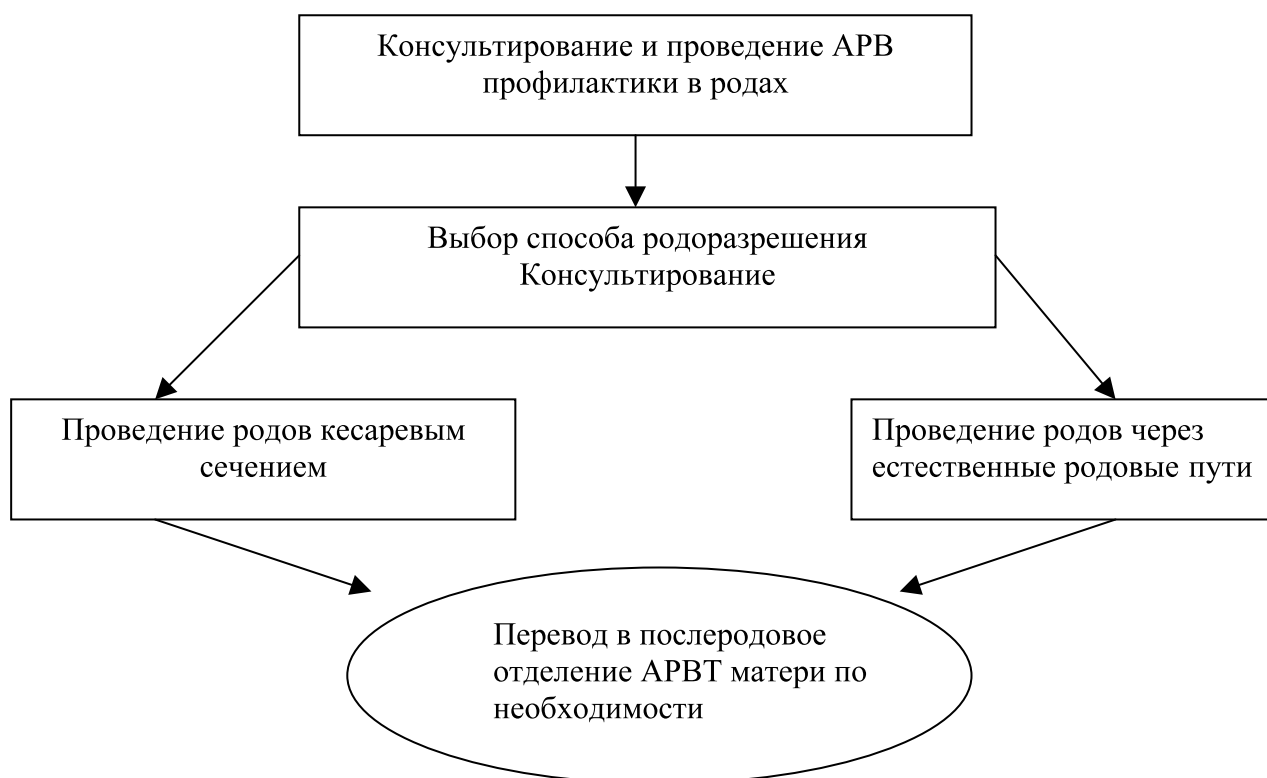 Консультирование и проведение АРВ
профилактики в родах
Выбор способа родоразрешения
Консультирование
Проведение родов кесаревым
сечением
Проведение родов через
естественные родовые пути
Перевод в послеродовое
отделение АРВТ матери по
необходимости